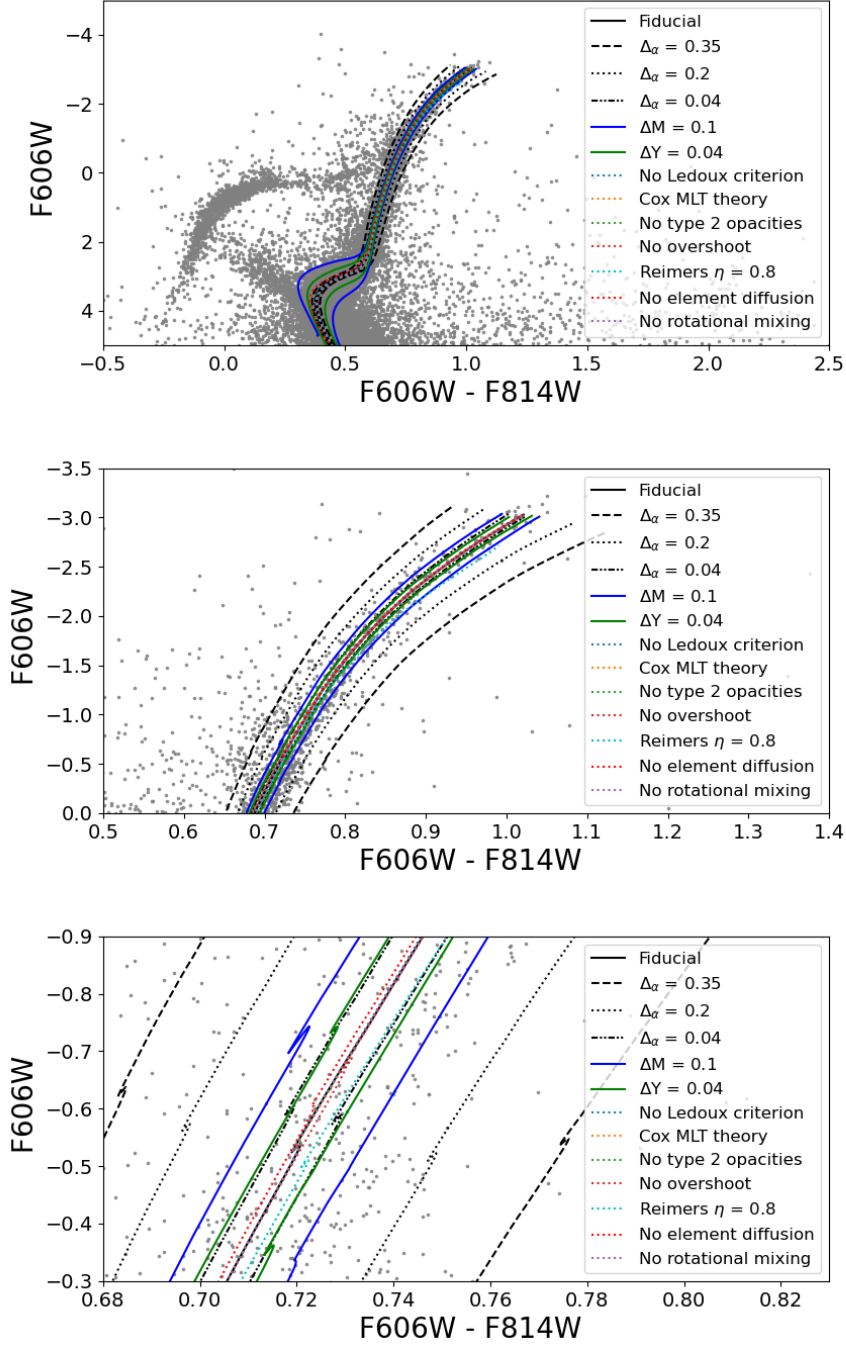 −4
−2
0
2
4
F606W
−0.5
0.0
0.5
1.0
1.5
2.0
2.5
F606W - F814W
Fiducial
Δα = 0.35
Δα = 0.2
Δα = 0.04
ΔM = 0.1
ΔY = 0.04
No Ledoux criterion
Cox MLT theory
No type 2 opacities
No overshoot
Reimers η = 0.8
No element diffusion
No rotational mixing
−3.5
−3.0
−2.5
−2.0
−1.5
−1.0
−0.5
0.0
F606W
0.5
0.6
0.7
0.8
0.9
1.0
1.1
1.2
1.3
1.4
F606W - F814W
Fiducial
Δα = 0.35
Δα = 0.2
Δα = 0.04
ΔM = 0.1
ΔY = 0.04
No Ledoux criterion
Cox MLT theory
No type 2 opacities
No overshoot
Reimers η = 0.8
No element diffusion
No rotational mixing
−0.9
−0.8
−0.7
−0.6
−0.5
−0.4
−0.3
F606W
0.68
0.70
0.72
0.74
0.76
0.78
0.80
0.82
F606W - F814W
Fiducial
Δα = 0.35
Δα = 0.2
Δα = 0.04
ΔM = 0.1
ΔY = 0.04
No Ledoux criterion
Cox MLT theory
No type 2 opacities
No overshoot
Reimers η = 0.8
No element diffusion
No rotational mixing